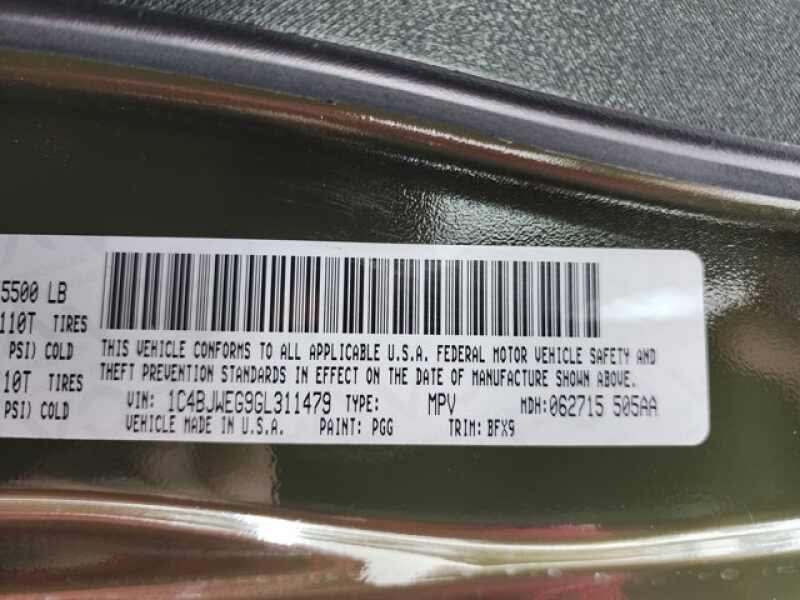 5500 LB
110T TIRES
PSI) COLD
THIS VEHICLE CONFORMS TO ALL APPLICABLE U.S.A. FEDERAL MOTOR VEHICLE SAFETY AND
10T TIRES THEFT PREVENTION STANDARDS IN EFFECT ON THE DATE OF MANUFACTURE SHOWN ABOVE.
PSI) COLD VIN: 1C4BJWEG9GL311479 TYPE: MPV MDH:062715 505AA
VEHICLE MADE IN U.S.A. PAINT: PGG TRIM: BFX9